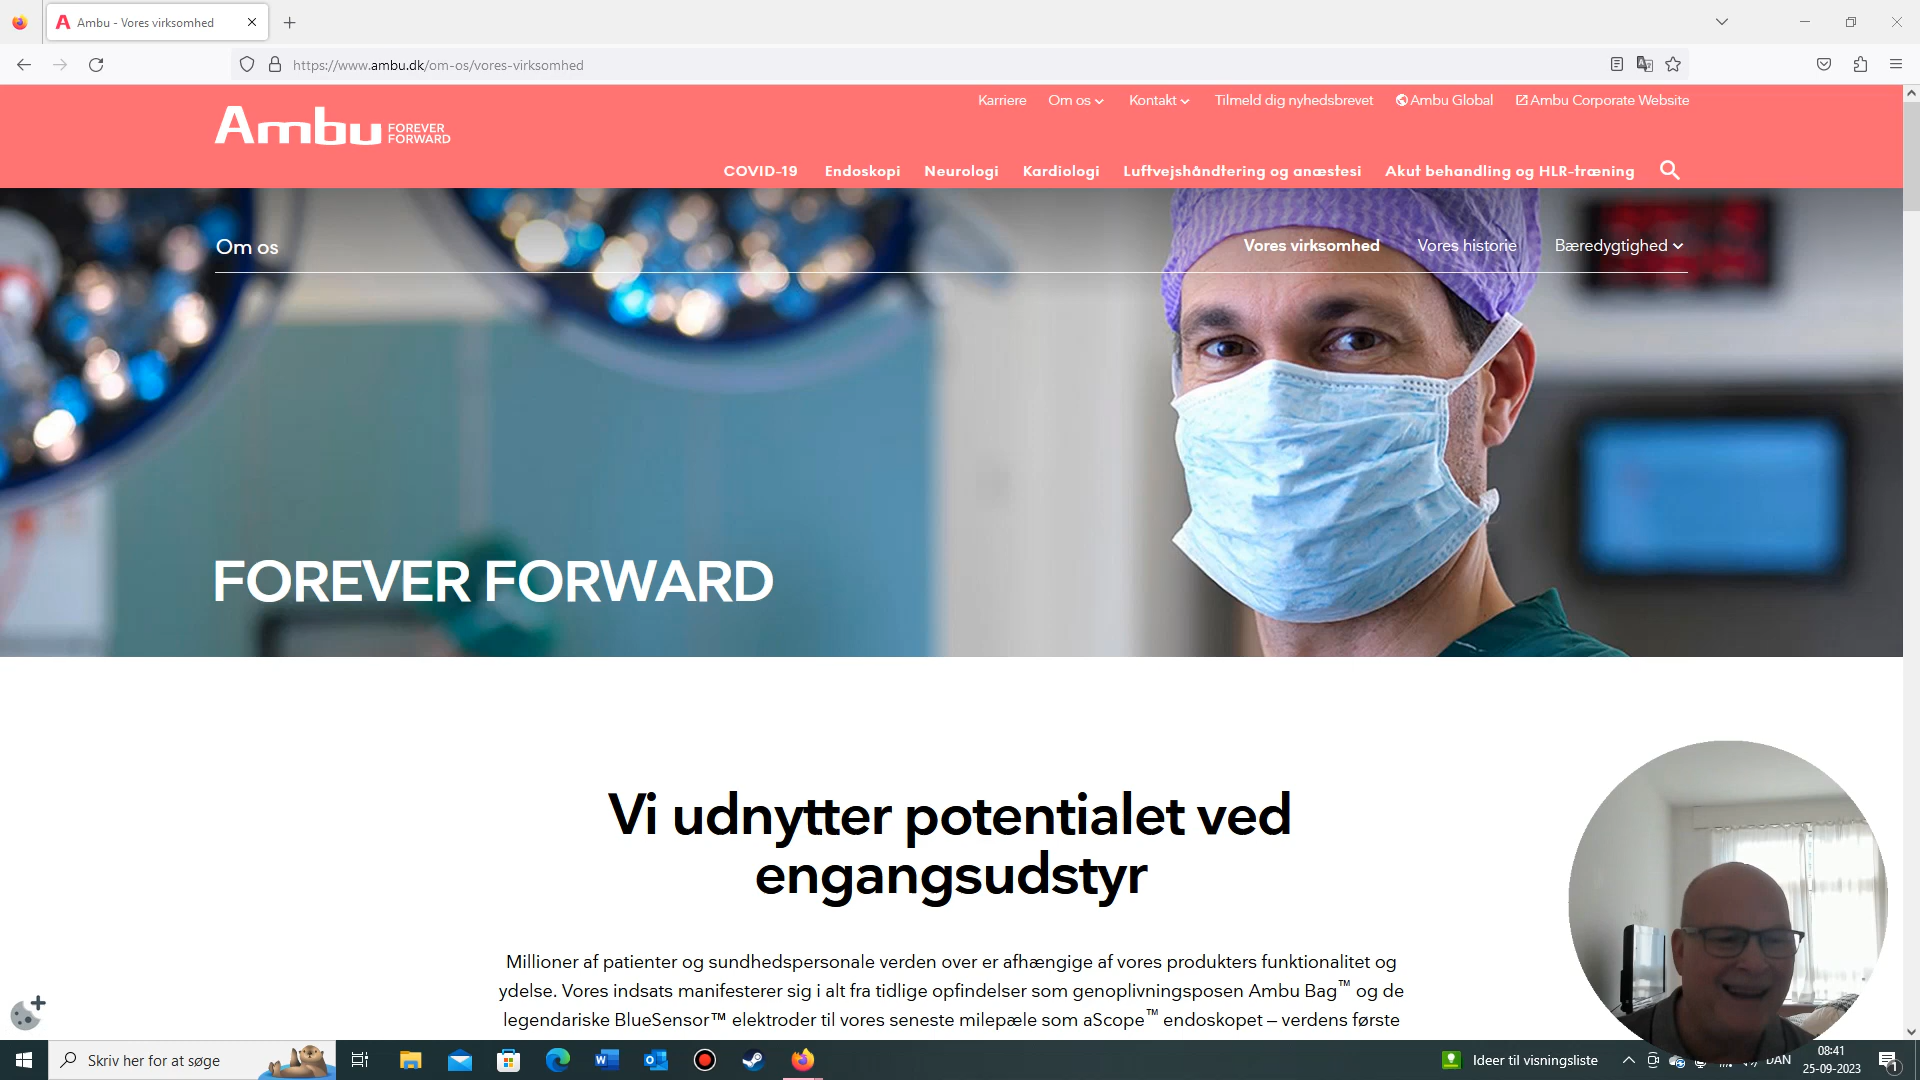 Ambu - Vores virksomhed
https://www.ambu.dk/om-os/vores-virksomhed
Karriere Om os Kontakt Tilmeld dig nyhedsbrevet Ambu Global Ambu Corporate Website
Ambu FOREVER FORWARD
COVID-19 Endoskopi Neurologi Kardiologi Luftvejshåndtering og anæstesi Akut behandling og HLR-træning
Om os Vores virksomhed Vores historie Bæredygtighed
FOREVER FORWARD
Vi udnytter potentialet ved
engangsudstyr
Millioner af patienter og sundhedspersonale verden over er afhængige af vores produkters funktionalitet og
ydelse. Vores indsats manifesterer sig i alt fra tidlige opfindelser som genoplivningsposen Ambu Bag™ og de
legendariske BlueSensor™ elektroder til vores seneste milepæle som aScope™ endoskopet – verdens første
Skriv her for at søge
Ideer til visningsliste
DAN
08:41
25-09-2023
1